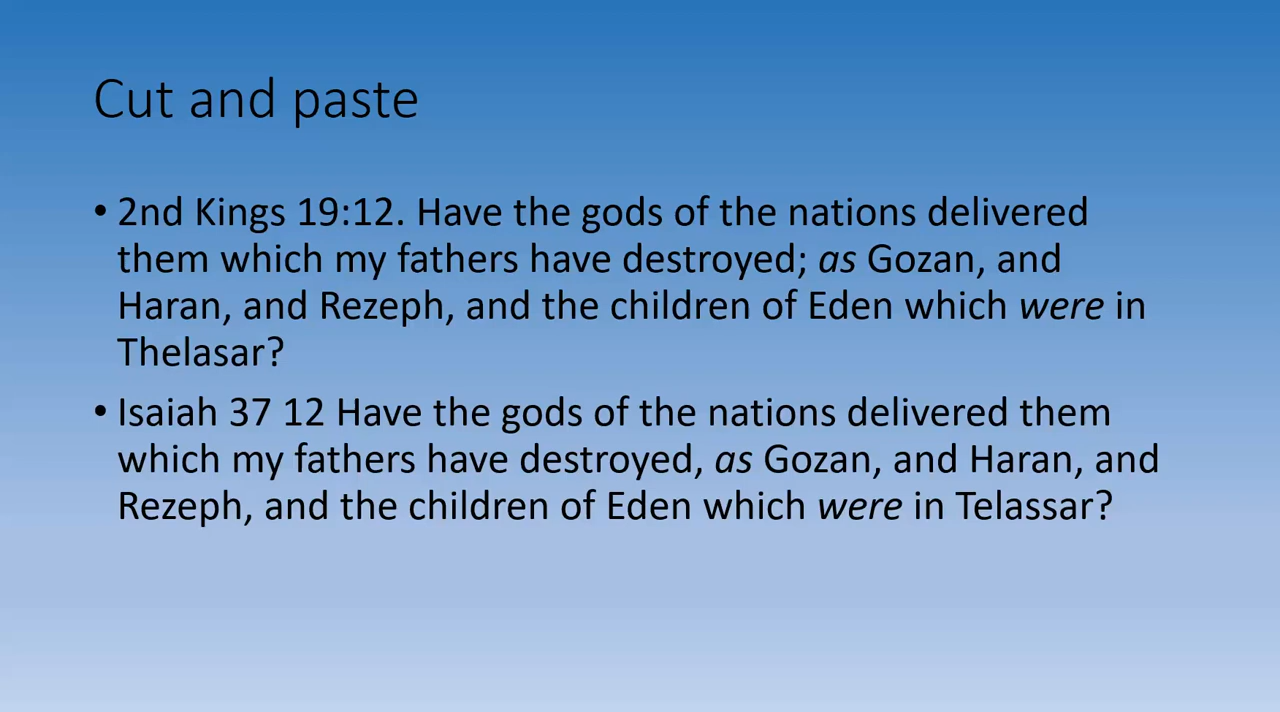 Cut and paste
• 2nd Kings 19:12. Have the gods of the nations delivered
them which my fathers have destroyed; as Gozan, and
Haran, and Rezeph, and the children of Eden which were in
Thelasar?
• Isaiah 37 12 Have the gods of the nations delivered them
which my fathers have destroyed, as Gozan, and Haran, and
Rezeph, and the children of Eden which were in Telassar?